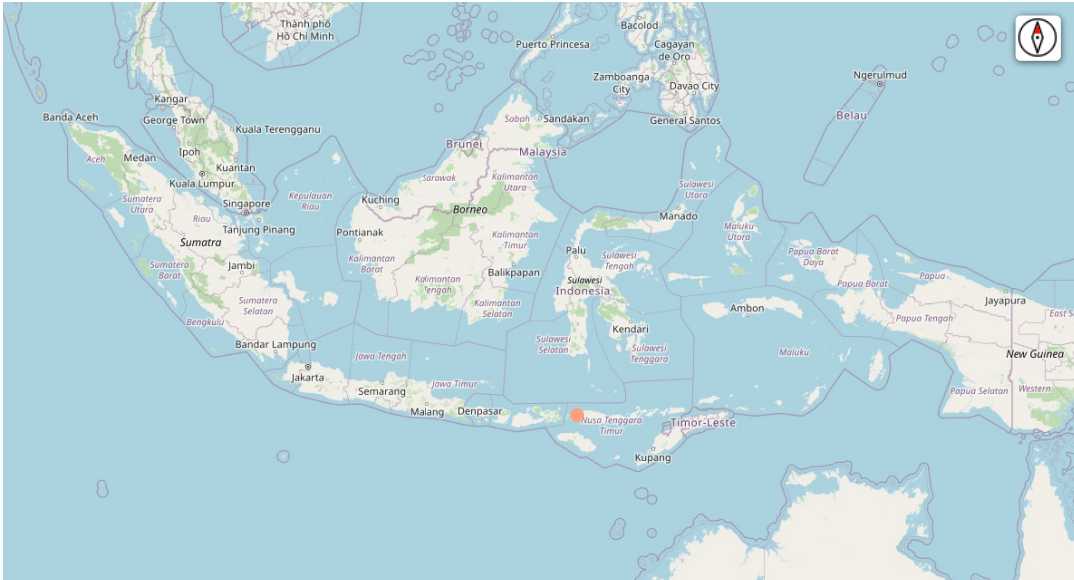 Thành phố
Hồ Chí Minh
Bacolod
Puerto Princesa
Cagayan
de Oro
Zamboanga
City
Davao City
Ngerulmud
Kangar
Banda Aceh
George Town
Kuala Terengganu
Sabah
Sandakan
General Santos
Belau
Brunei
Malaysia
Ipoh
Aceh
Medan
Kuantan
Kuala Lumpur
Sarawak
Kalimantan
Utara
Sulawesi
Utara
Sumatera
Utara
Singapore
Kepulauan
Riau
Kuching
Borneo
Manado
Riau
Tanjung Pinang
Pontianak
Maluku
Utara
Sumatra
Kalimantan
Timur
Palu
Papua Barat
Daya
Sumatera
Barat
Jambi
Kalimantan
Barat
Balikpapan
Sulawesi
Tengah
Papua
Kalimantan
Tengah
Sulawesi
Indonesia
Papua Barat
Sumatera
Selatan
Kalimantan
Selatan
Ambon
Jayapura
Bengkulu
Kendari
Papua Tengah
East S
Bandar Lampung
Sulawesi
Selatan
Sulawesi
Tenggara
Maluku
New Guinea
Jawa Tengah
Jakarta
Semarang
Jawa Timur
Papua Selatan
Western
Malang
Denpasar
Nusa Tenggara
Timur
Timor-Leste
Kupang